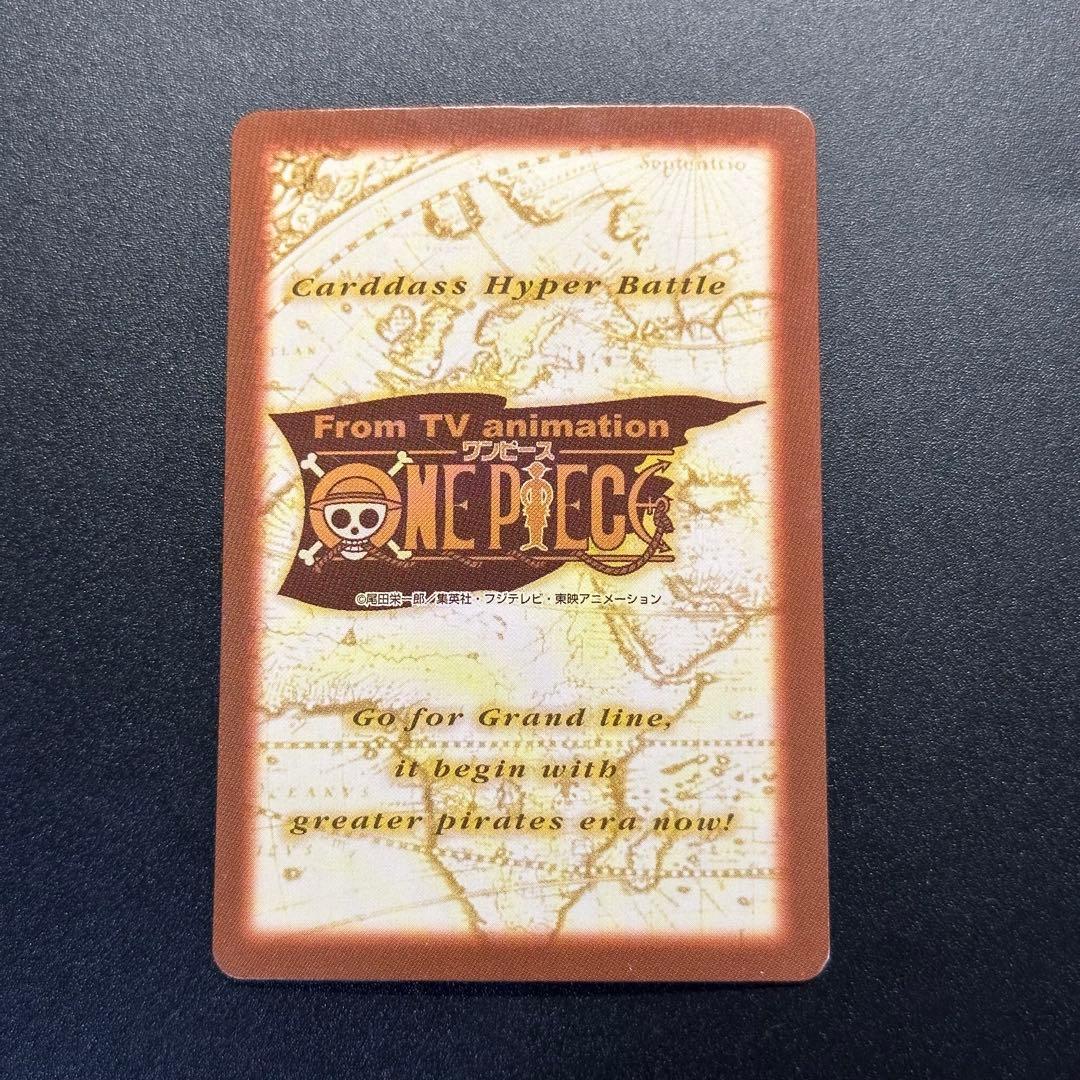 Septentrio
Carddass Hyper Battle
From TV animation
ワンピース
ONE PIECE
©尾田栄一郎／集英社・フジテレビ・東映アニメーション
Go for Grand line,
it begin with
greater pirates era now!